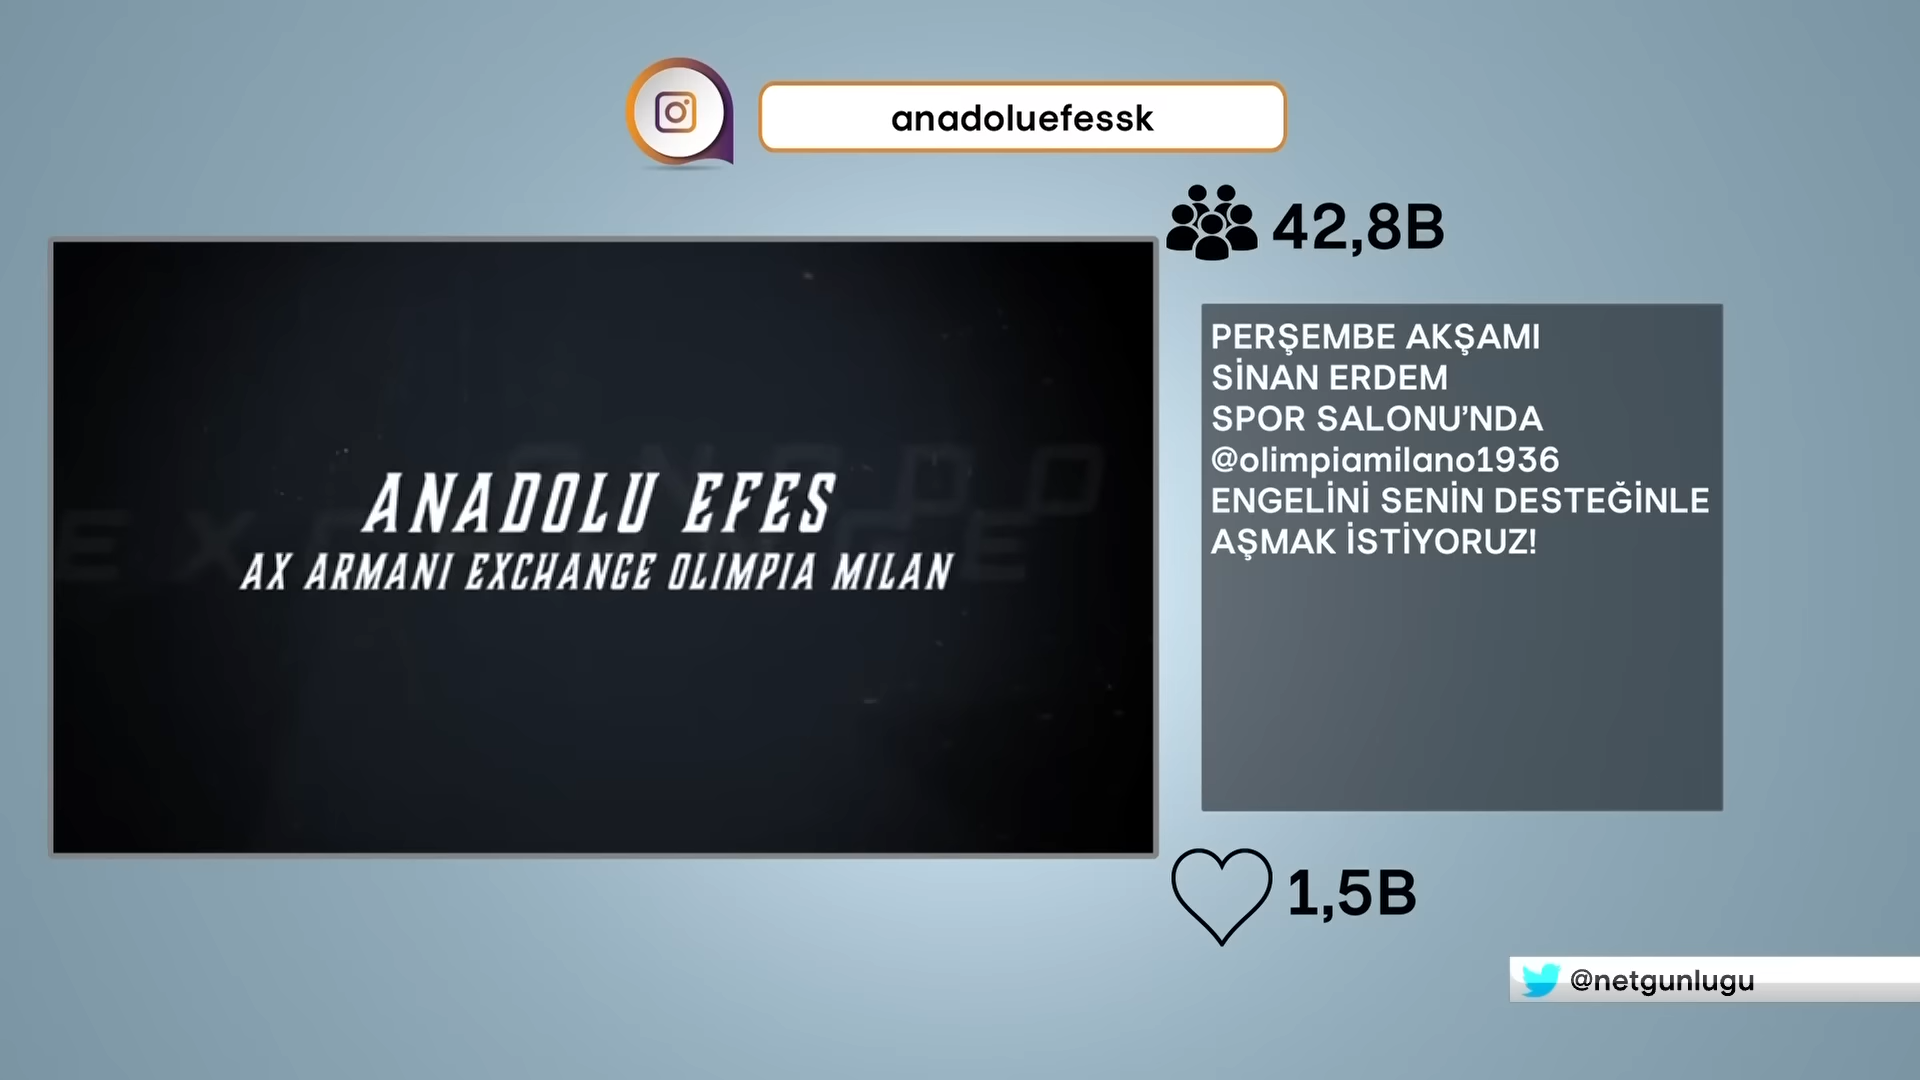 anadoluefessk
42,8B
ANADOLU EFES
AX ARMANI EXCHANGE OLIMPIA MILAN
PERŞEMBE AKŞAMI
SİNAN ERDEM
SPOR SALONU’NDA
@olimpiamilano1936
ENGELİNİ SENİN DESTEĞİNLE
AŞMAK İSTİYORUZ!
1,5B
@netgunlugu